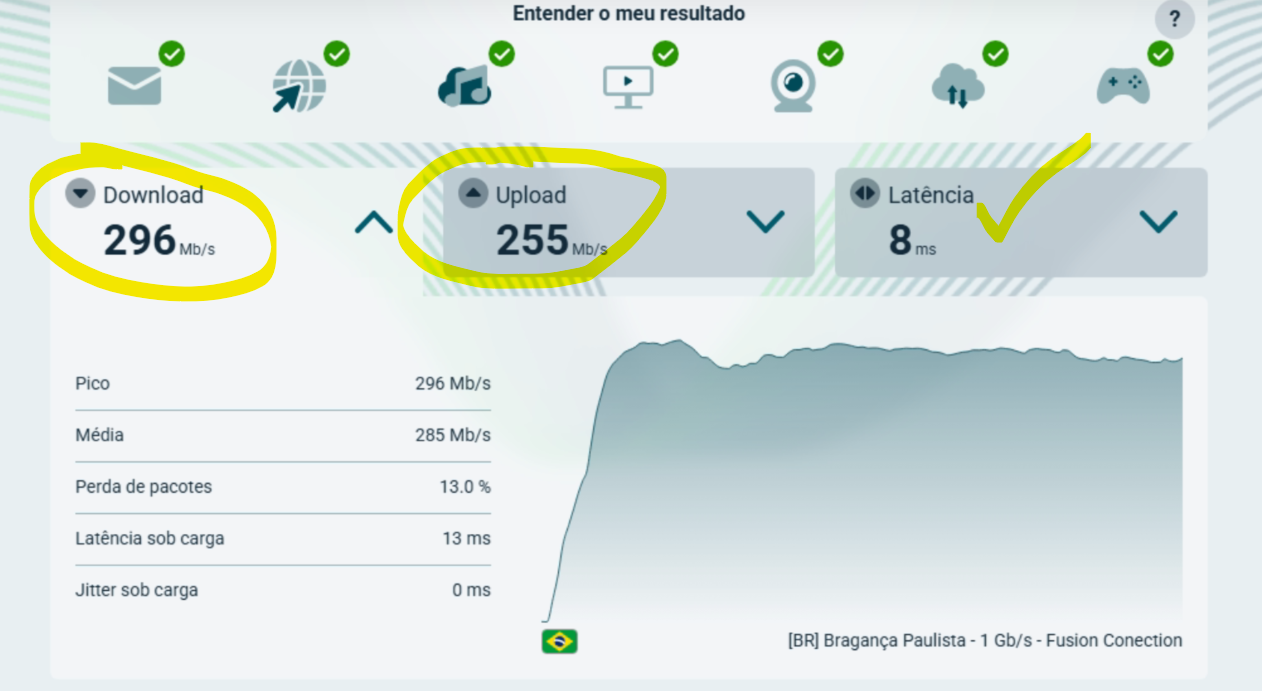 Entender o meu resultado
?
Download
296 Mb/s
Upload
255 Mb/s
Latência
8 ms
Pico 296 Mb/s
Média 285 Mb/s
Perda de pacotes 13.0 %
Latência sob carga 13 ms
Jitter sob carga 0 ms
[BR] Bragança Paulista - 1 Gb/s - Fusion Conection